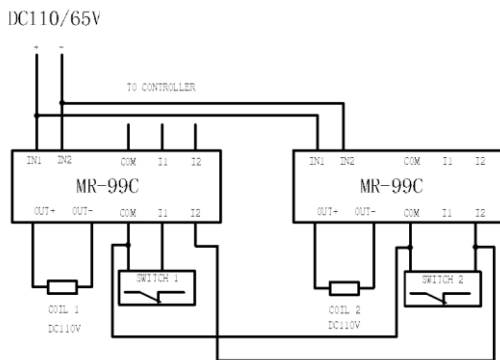 DC110/65V
+ -
TO CONTROLLER
IN1 IN2 COM I1 I2
MR-99C
OUT+ OUT- COM I1 I2
SWITCH 1
COIL 1
DC110V
IN1 IN2 COM I1 I2
MR-99C
OUT+ OUT- COM I1 I2
SWITCH 2
COIL 2
DC110V